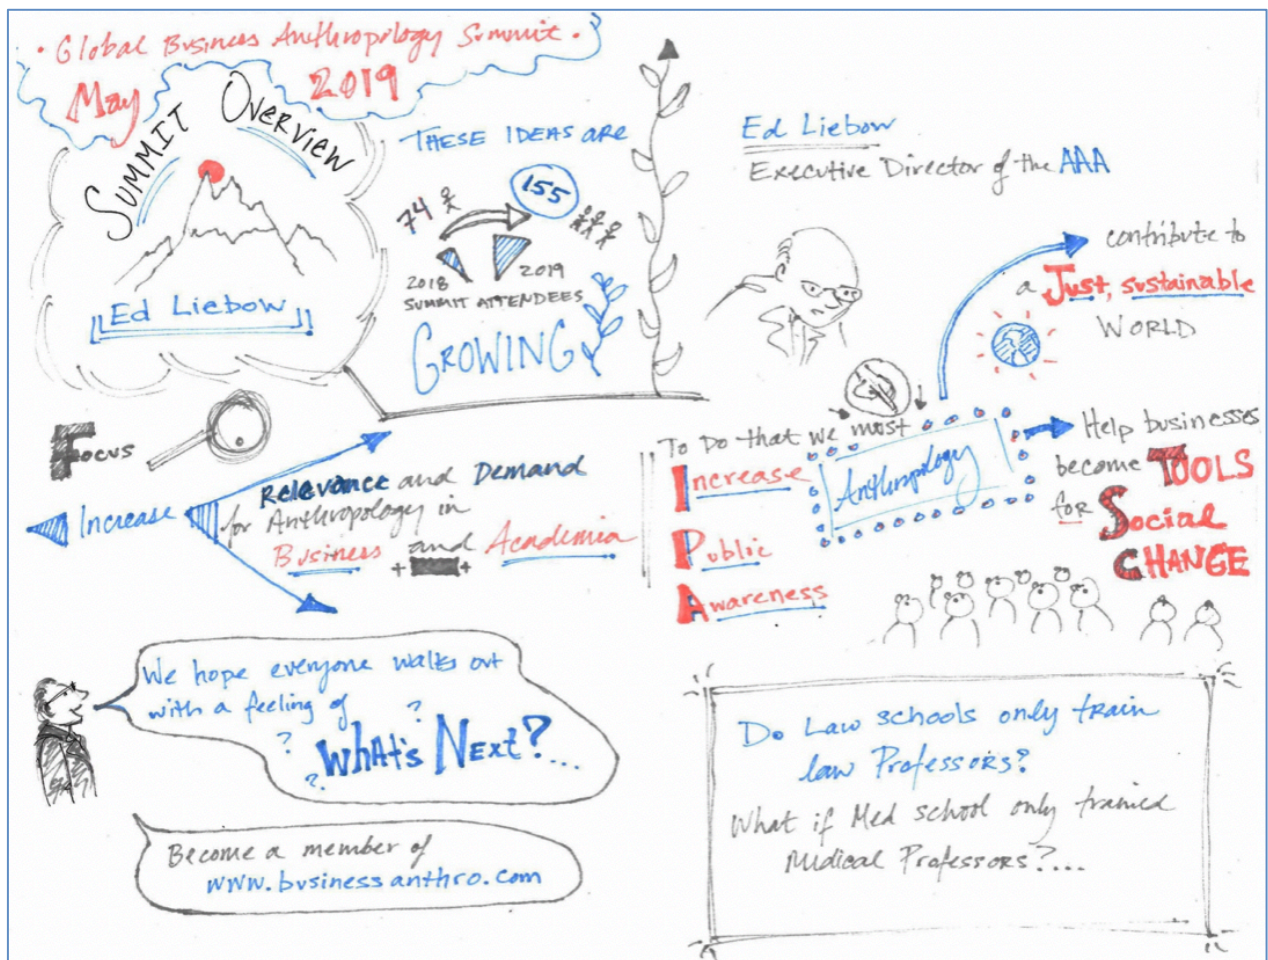 • Global Business Anthropology Summit •
May 2019
SUMMIT OVERVIEW
Ed Liebow
THESE IDEAS ARE
74
155
2018
2019
SUMMIT ATTENDEES
GROWING
Ed Liebow
Executive Director of the AAA
contribute to
a Just, sustainable
WORLD
Focus
Increase
Relevance and Demand
for Anthropology in
Business + and + Academia
To Do that we must
Increase
Public
Awareness
Anthropology
Help businesses
become TOOLS
for Social
CHANGE
We hope everyone walks out
with a feeling of
What's Next?...
? ? ?
Become a member of
www.businessanthro.com
Do Law schools only train
law Professors?
What if Med school only trained
Medical Professors?....